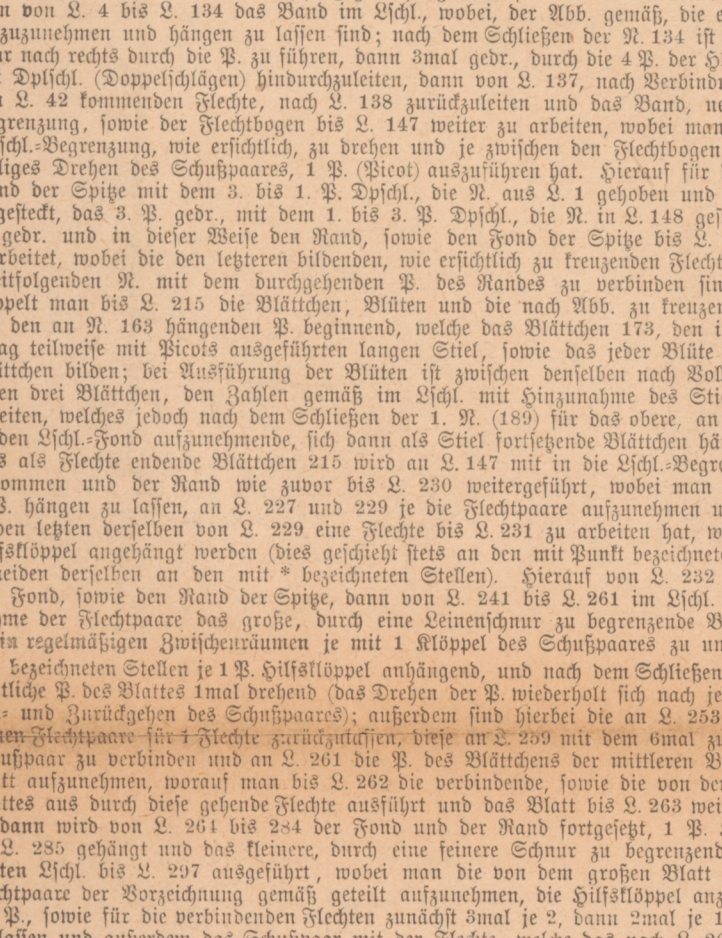 n von L. 4 bis L. 134 das Band im Lſchl., wobei, der Abb. gemäß, die
zuzunehmen und hängen zu laſſen ſind; nach dem Schließen der N. 134 iſt
nach rechts durch die P. zu führen, dann 3mal gedr., durch die 4 P. der
Dplſchl. (Doppelſchlägen) hindurchzuleiten, dann von L. 137, nach Verbind
L. 42 kommenden Flechte, nach L. 138 zurückzuleiten und das Band, ne
grenzung, ſowie der Flechtbogen bis L. 147 weiter zu arbeiten, wobei man
ſchl.=Begrenzung, wie erſichtlich, zu drehen und je zwiſchen den Flechtbogen
liges Drehen des Schußpaares, 1 P. (Picot) auszuführen hat. Hierauf für
nd der Spitze mit dem 3. bis 1. P. Dpſchl., die N. aus L. 1 gehoben und
geſteckt, das 3. P. gedr., mit dem 1. bis 3. P. Dpſchl., die N. in L. 148 geſ
gedr. und in dieſer Weiſe den Rand, ſowie den Fond der Spitze bis L.
rbeitet, wobei die den letzteren bildenden, wie erſichtlich zu kreuzenden Flecht
itfolgenden N. mit dem durchgehenden P. des Randes zu verbinden ſin
ppelt man bis L. 215 die Blättchen, Blüten und die nach Abb. zu kreuzen
den an N. 163 hängenden P. beginnend, welche das Blättchen 173, den i
ag teilweiſe mit Picots ausgeführten langen Stiel, ſowie das jeder Blüte
ättchen bilden; bei Ausführung der Blüten iſt zwiſchen denſelben nach Vol
en drei Blättchen, den Zahlen gemäß im Lſchl. mit Hinzunahme des Sti
eiten, welches jedoch nach dem Schließen der 1. N. (189) für das obere, an
den Lſchl.=Fond aufzunehmende, ſich dann als Stiel fortſetzende Blättchen hä
s als Flechte endende Blättchen 215 wird an L. 147 mit in die Lſchl.=Begre
ommen und der Rand wie zuvor bis L. 230 weitergeführt, wobei man
P. hängen zu laſſen, an L. 227 und 229 je die Flechtpaare aufzunehmen u
den letzten derſelben von L. 229 eine Flechte bis L. 231 zu arbeiten hat, w
fsklöppel angehängt werden (dies geſchieht ſtets an den mit Punkt bezeichnete
neiden derſelben an den mit * bezeichneten Stellen). Hierauf von L. 232
Fond, ſowie den Rand der Spitze, dann von L. 241 bis L. 261 im Lſchl.
me der Flechtpaare das große, durch eine Leinenſchnur zu begrenzende B
in regelmäßigen Zwiſchenräumen je mit 1 Klöppel des Schußpaares zu um
bezeichneten Stellen je 1 P. Hilfsklöppel anhängend, und nach dem Schließen
tliche P. des Blattes 1mal drehend (das Drehen der P. wiederholt ſich nach je
= und Zurückgehen des Schußpaares); außerdem ſind hierbei die an L. 253
nen Flechtpaare für 1 Flechte zurückzulaſſen, dieſe an L. 259 mit dem 6mal zu
ußpaar zu verbinden und an L. 261 die P. des Blättchens der mittleren B
tt aufzunehmen, worauf man bis L. 262 die verbindende, ſowie die von der
ttes aus durch dieſe gehende Flechte ausführt und das Blatt bis L. 263 wei
dann wird von L. 264 bis 284 der Fond und der Rand fortgeſetzt, 1 P.
L. 285 gehängt und das kleinere, durch eine feinere Schnur zu begrenzend
ten Lſchl. bis L. 297 ausgeführt, wobei man die von dem großen Blatt
chtpaare der Vorzeichnung gemäß geteilt aufzunehmen, die Hilfsklöppel anz
P., ſowie für die verbindenden Flechten zunächſt 3mal je 2, dann 2mal je 1